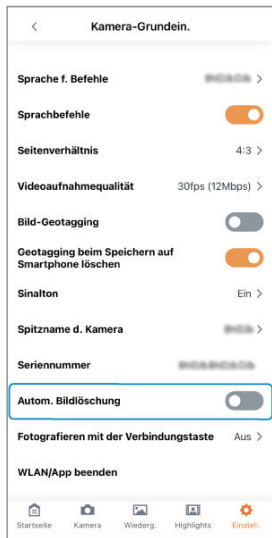 Kamera-Grundein.
Sprache f. Befehle
Sprachbefehle
Seitenverhältnis 4:3
Videoaufnahmequalität 30fps (12Mbps)
Bild-Geotagging
Geotagging beim Speichern auf
Smartphone löschen
Sinalton Ein
Spitzname d. Kamera
Seriennummer
Autom. Bildlöschung
Fotografieren mit der Verbindungstaste Aus
WLAN/App beenden
Startseite Kamera Wiederg. Highlights Einstell.